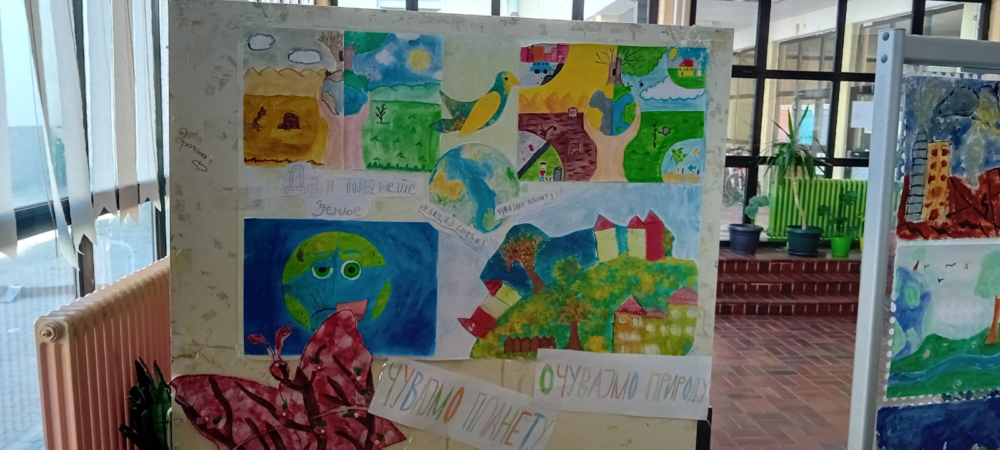 Дан планете
Земље
НЕ БАЦАЈ СМЕЋЕ!
ЧУВАЈМО ПЛАНЕТУ!!
ЧУВАЈМО ПЛАНЕТУ
ОЧУВАЈМО ПРИРОДУ